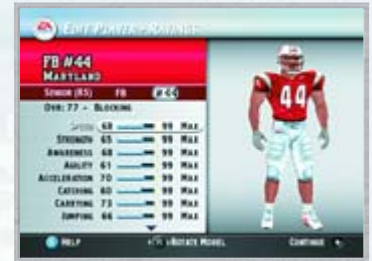 EA
Edit Player - Ratings
FB #44
Maryland
Senior (RS) FB #44
Ovr: 77 - Blocking
Speed 68 99 Max
Strength 65 99 Max
Awareness 68 99 Max
Agility 61 99 Max
Acceleration 70 99 Max
Catching 60 99 Max
Carrying 73 99 Max
Jumping 66 99 Max
44
Help
Rotate Model
Continue